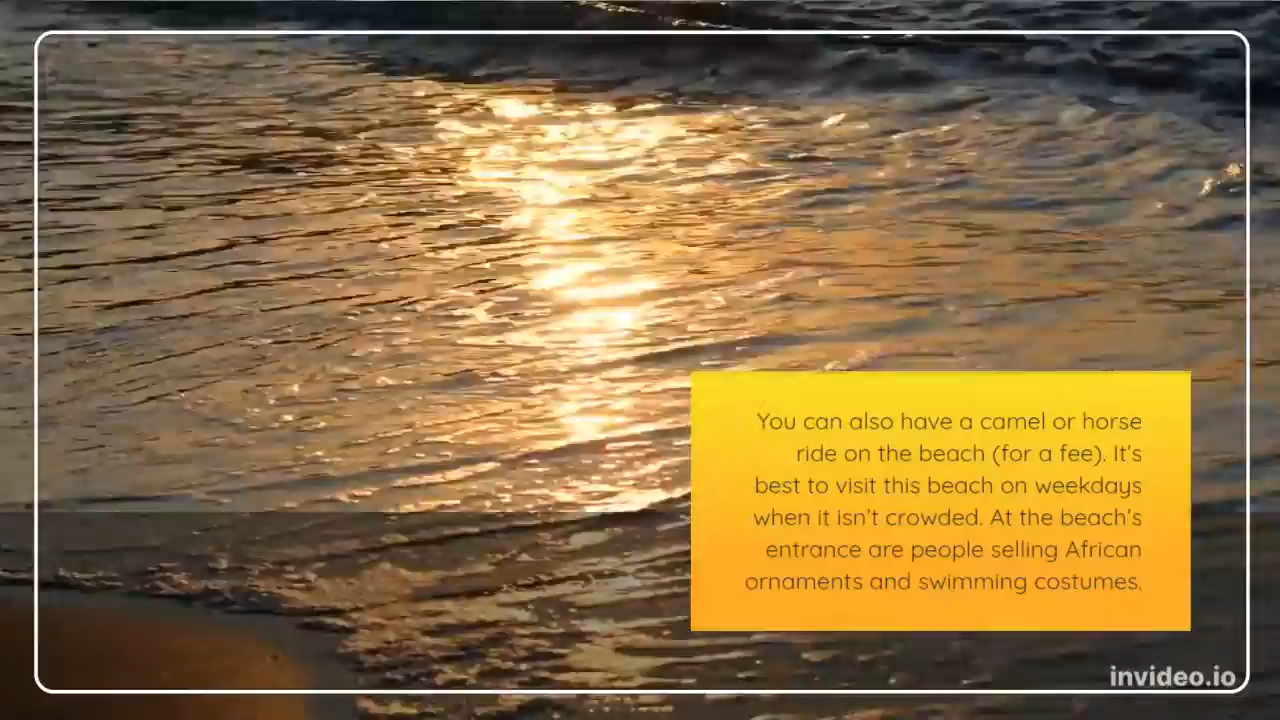 You can also have a camel or horse
ride on the beach (for a fee). It's
best to visit this beach on weekdays
when it isn't crowded. At the beach's
entrance are people selling African
ornaments and swimming costumes.
invideo.io